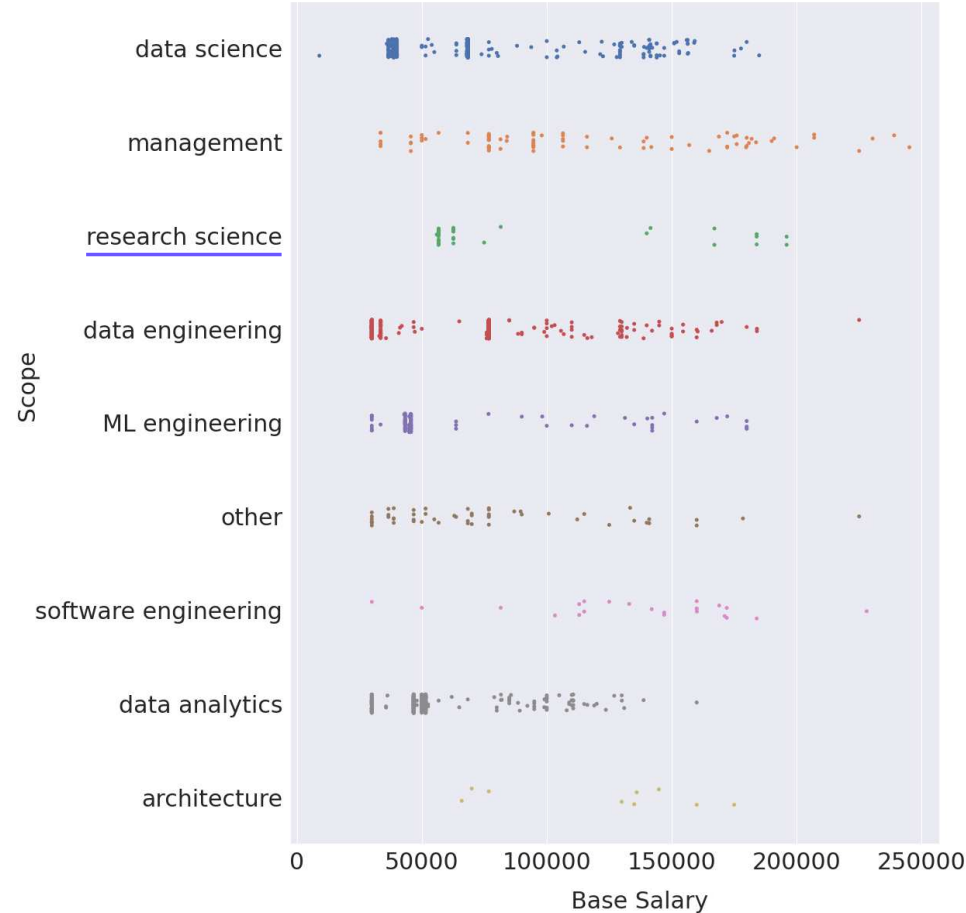 data science
management
research science
data engineering
ML engineering
other
software engineering
data analytics
architecture
Scope
0 50000 100000 150000 200000 250000
Base Salary